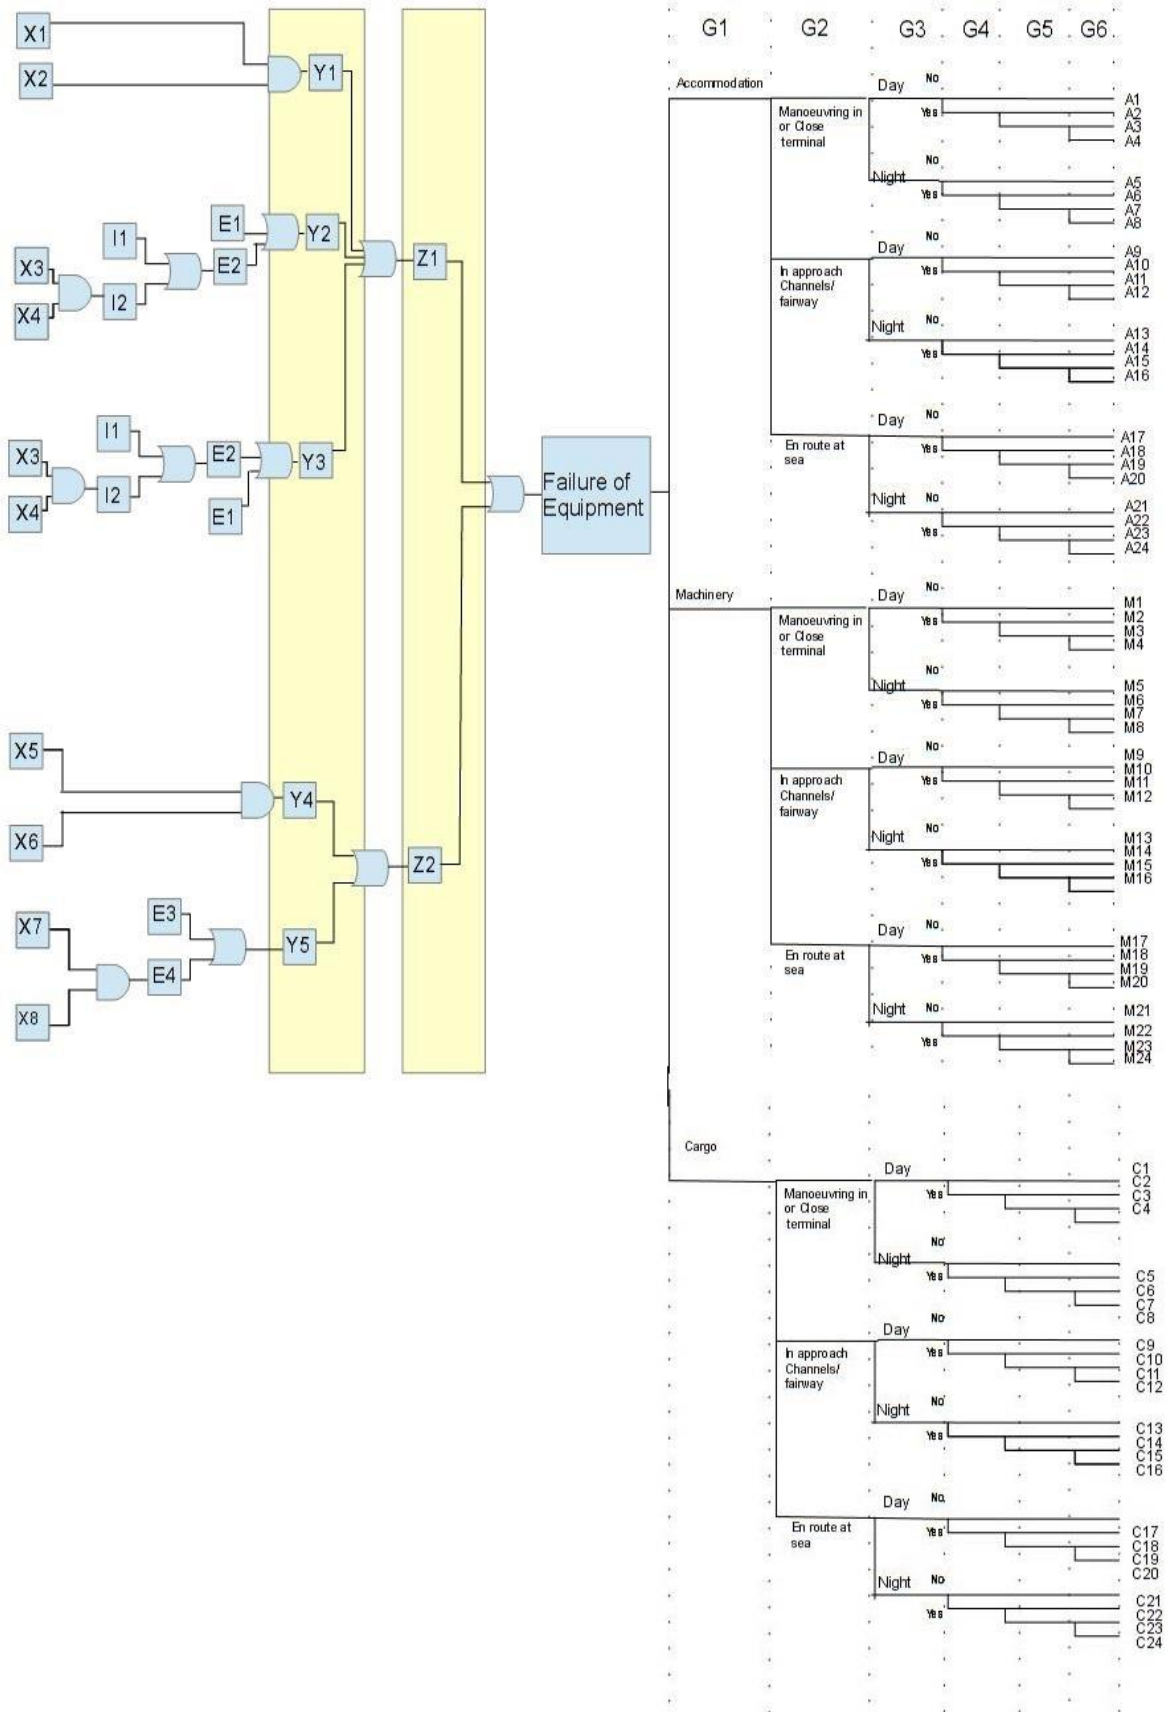 G1 G2 G3 G4 G5 G6
X1
X2
Y1
I1
E1
Y2
X3
E2
X4
I2
Z1
I1
X3
E2
Y3
X4
I2
E1
Failure of
Equipment
X5
Y4
X6
Z2
X7
E3
Y5
E4
X8
Accommodation
Manoeuvring in
or Close
terminal
Day No
Yes
A1
A2
A3
A4
No
Night
Yes
A5
A6
A7
A8
In approach
Channels/
fairway
Day No
Yes
A9
A10
A11
A12
Night No
Yes
A13
A14
A15
A16
En route at
sea
Day No
Yes
A17
A18
A19
A20
Night No
Yes
A21
A22
A23
A24
Machinery
Manoeuvring in
or Close
terminal
Day No
Yes
M1
M2
M3
M4
No
Night
Yes
M5
M6
M7
M8
In approach
Channels/
fairway
Day No
Yes
M9
M10
M11
M12
Night No
Yes
M13
M14
M15
M16
En route at
sea
Day No
Yes
M17
M18
M19
M20
Night No
Yes
M21
M22
M23
M24
Cargo
Manoeuvring in
or Close
terminal
Day
Yes
C1
C2
C3
C4
No
Night
Yes
C5
C6
C7
C8
In approach
Channels/
fairway
No
Day
Yes
C9
C10
C11
C12
Night No
Yes
C13
C14
C15
C16
En route at
sea
Day No
Yes
C17
C18
C19
C20
Night No
Yes
C21
C22
C23
C24